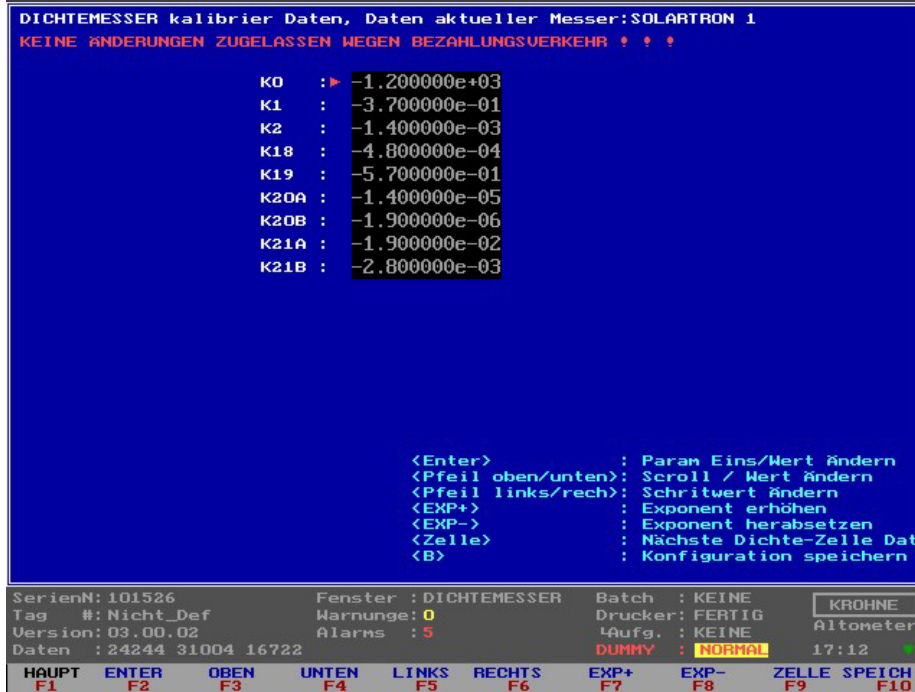 DICHTEMESSER kalibrier Daten, Daten aktueller Messer:SOLARTRON 1
KEINE ÄNDERUNGEN ZUGELASSEN WEGEN BEZAHLUNGSVERKEHR ! ! !
K0 :► -1.200000e+03
K1 : -3.700000e-01
K2 : -1.400000e-03
K18 : -4.800000e-04
K19 : -5.700000e-01
K20A : -1.400000e-05
K20B : -1.900000e-06
K21A : -1.900000e-02
K21B : -2.800000e-03
<Enter> : Param Eins/Wert Ändern
<Pfeil oben/unten>: Scroll / Wert Ändern
<Pfeil links/rech>: Schritwert Ändern
<EXP+> : Exponent erhöhen
<EXP-> : Exponent herabsetzen
<Zelle> : Nächste Dichte-Zelle Dat
<B> : Konfiguration speichern
SerienN: 101526 Fenster : DICHTEMESSER Batch : KEINE KROHNE
Tag #: Nicht_Def Warnunge: 0 Drucker: FERTIG Altometer
Version: 03.00.02 Alarms : 5 4Aufg. : KEINE
Daten : 24244 31004 16722 DUMMY : NORMAL 17:12 ♥
HAUPT ENTER OBEN UNTEN LINKS RECHTS EXP+ EXP- ZELLE SPEICH
F1 F2 F3 F4 F5 F6 F7 F8 F9 F10